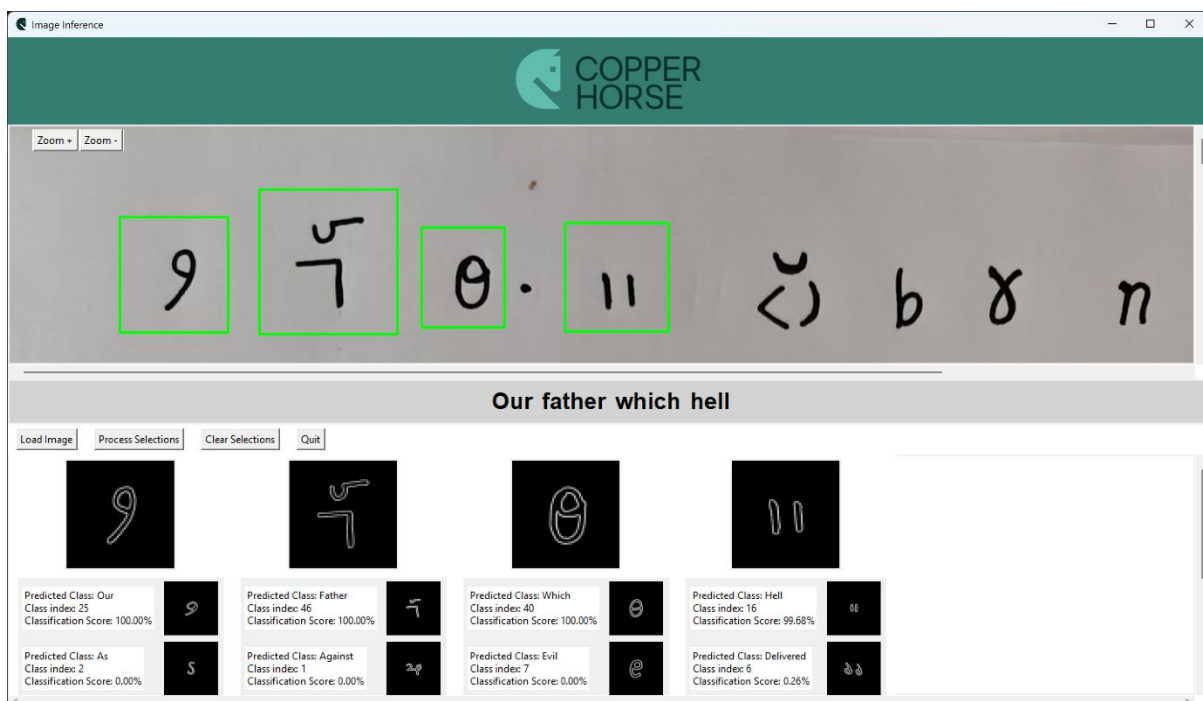 Image Inference
COPPER
HORSE
Zoom + Zoom -
b n
Our father which hell
Load Image Process Selections Clear Selections Quit
Predicted Class: Our
Class index: 25
Classification Score: 100.00%
Predicted Class: Father
Class index: 46
Classification Score: 100.00%
Predicted Class: Which
Class index: 40
Classification Score: 100.00%
Predicted Class: Hell
Class index: 16
Classification Score: 99.68%
Predicted Class: As
Class index: 2
Classification Score: 0.00%
Predicted Class: Against
Class index: 1
Classification Score: 0.00%
Predicted Class: Evil
Class index: 7
Classification Score: 0.00%
Predicted Class: Delivered
Class index: 6
Classification Score: 0.26%